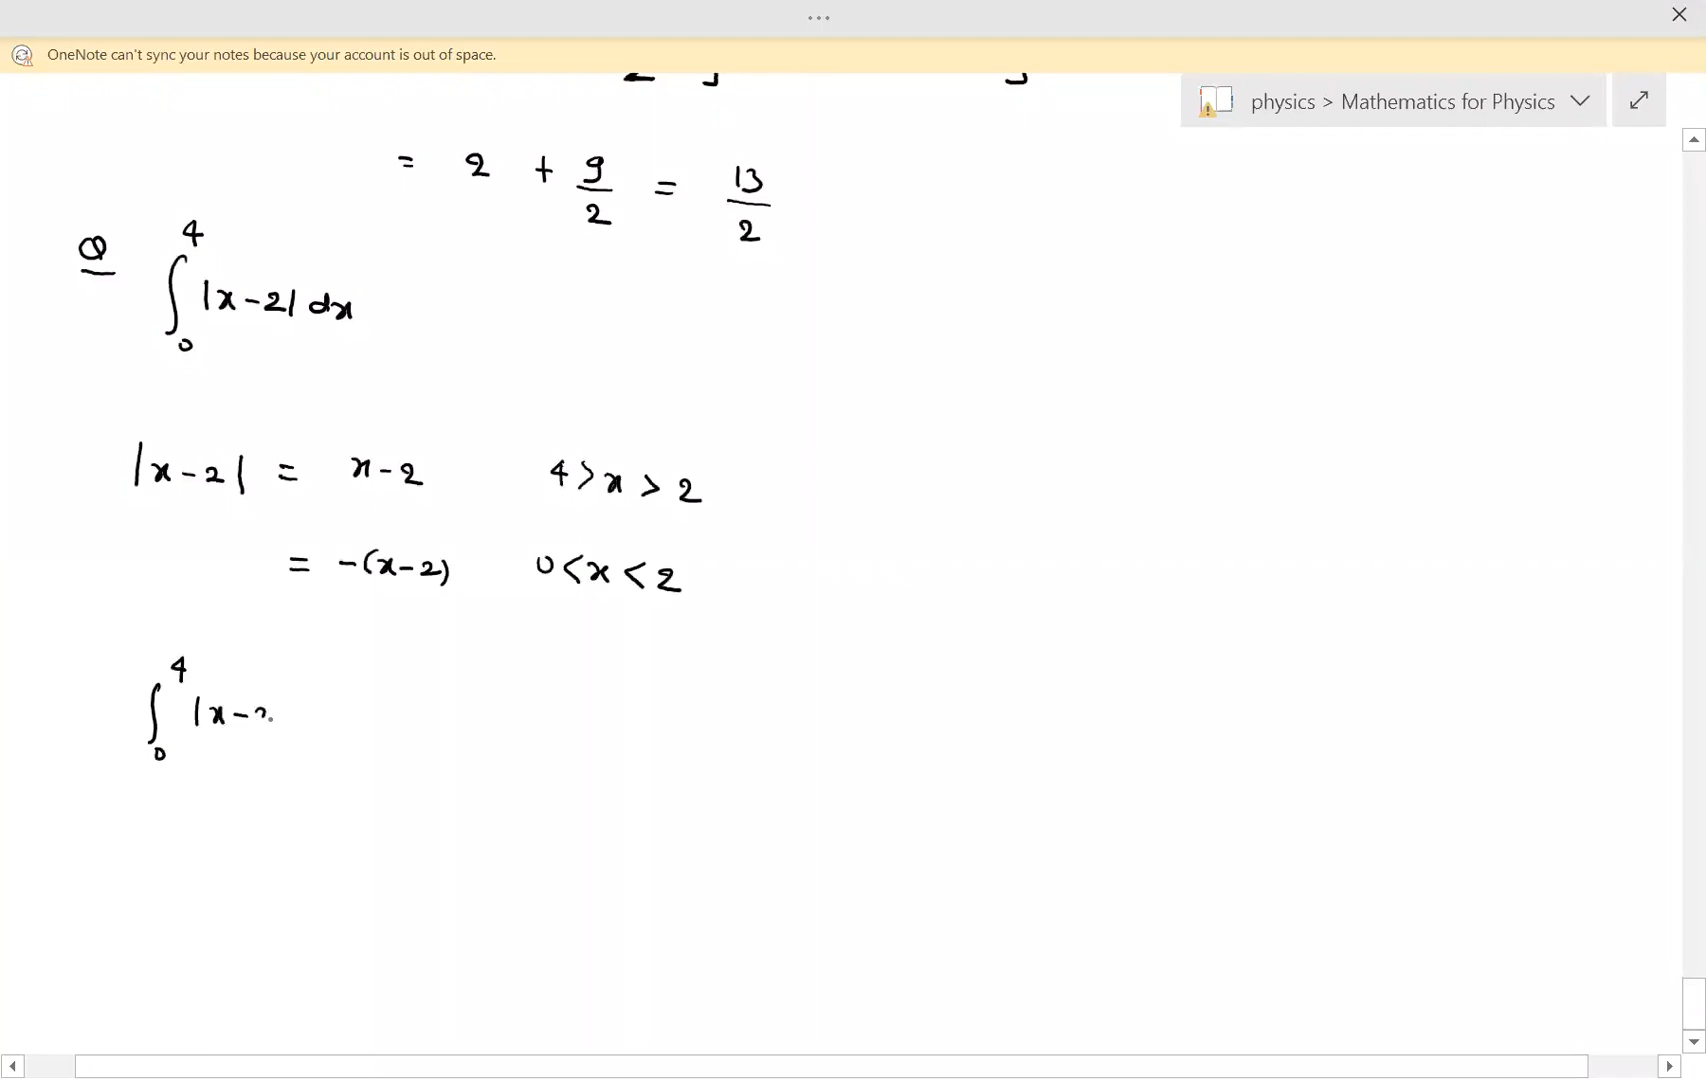 OneNote can't sync your notes because your account is out of space.
physics > Mathematics for Physics
= 2 + 9/2 = 13/2
Q ∫₀⁴ |x-2| dx
|x-2| = x-2 4>x>2
= -(x-2) 0<x<2
∫₀⁴ |x-